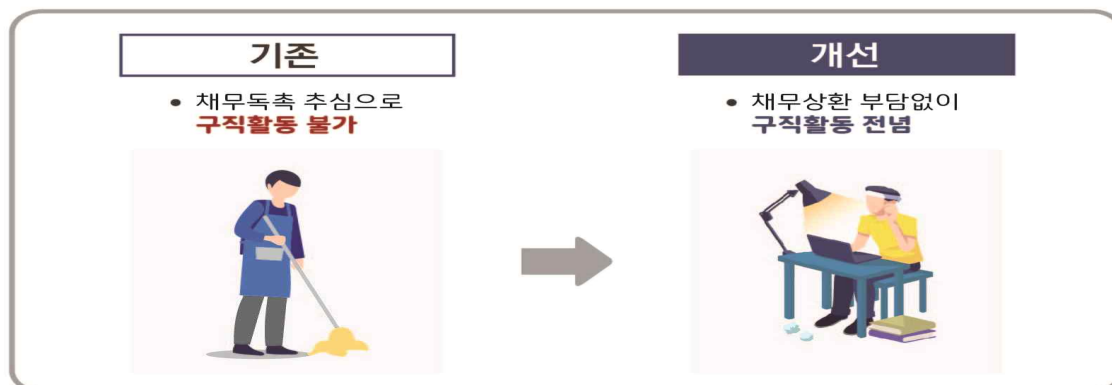 기존
• 채무독촉 추심으로
구직활동 불가
개선
• 채무상환 부담없이
구직활동 전념